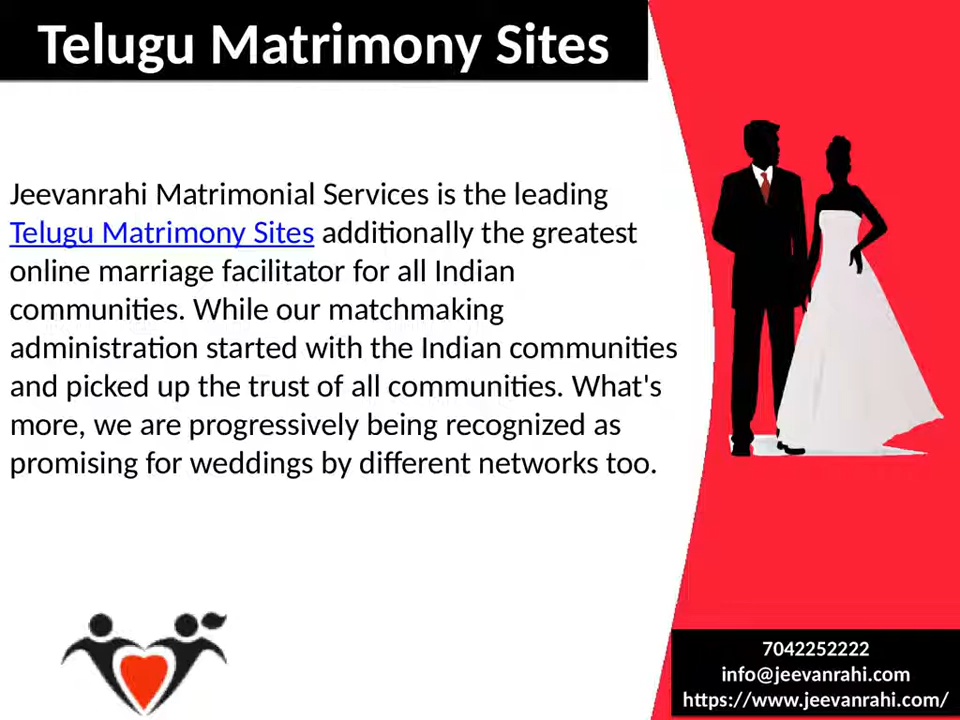 Telugu Matrimony Sites
Jeevanrahi Matrimonial Services is the leading
Telugu Matrimony Sites additionally the greatest
online marriage facilitator for all Indian
communities. While our matchmaking
administration started with the Indian communities
and picked up the trust of all communities. What's
more, we are progressively being recognized as
promising for weddings by different networks too.
7042252222
info@jeevanrahi.com
https://www.jeevanrahi.com/